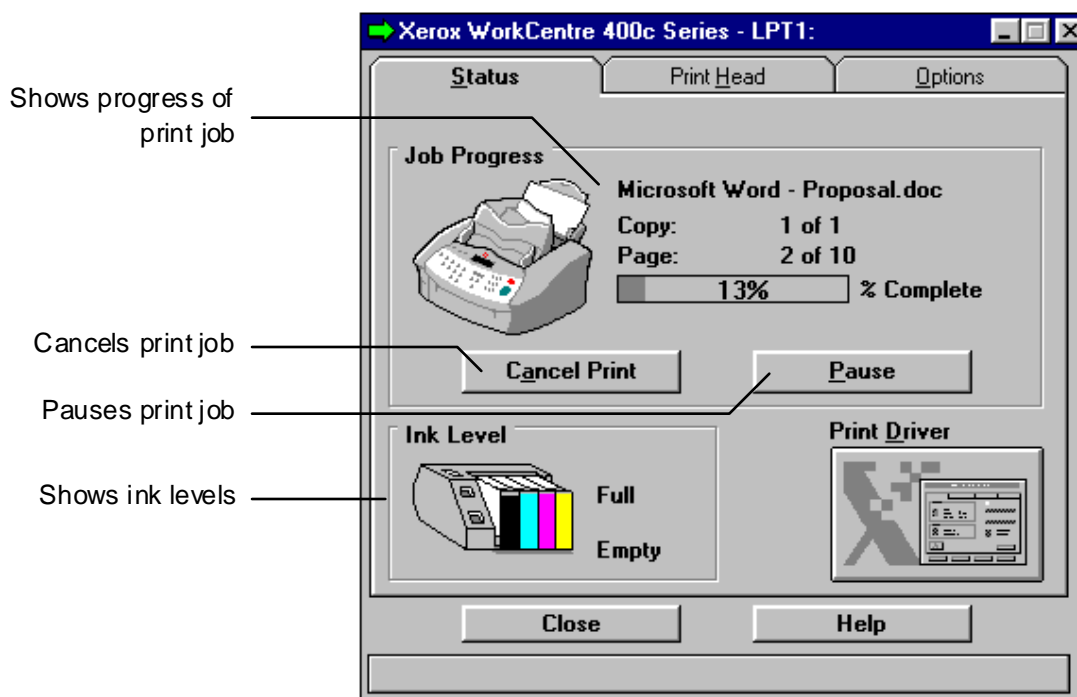 Xerox WorkCentre 400c Series - LPT1:
Status Print Head Options
Shows progress of
print job
Job Progress
Microsoft Word - Proposal.doc
Copy: 1 of 1
Page: 2 of 10
13% % Complete
Cancels print job
Cancel Print Pause
Pauses print job
Ink Level Print Driver
Shows ink levels
Full
Empty
Close Help